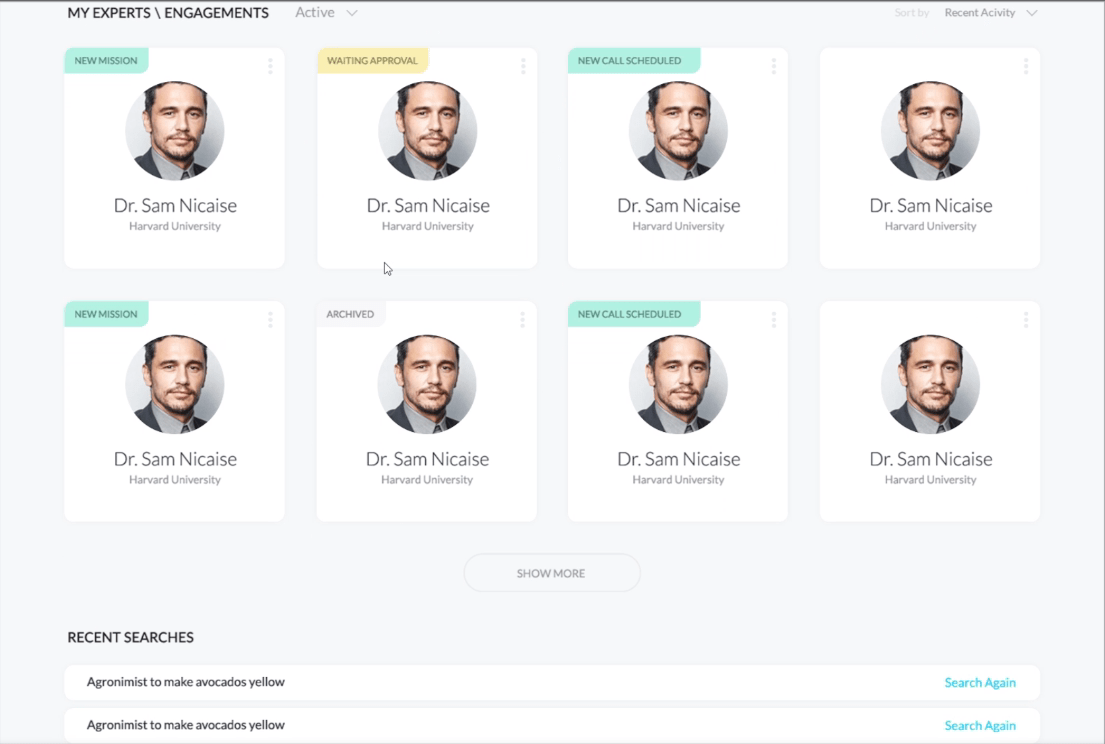 MY EXPERTS \ ENGAGEMENTS Active Sort by Recent Acivity
NEW MISSION WAITING APPROVAL NEW CALL SCHEDULED
Dr. Sam Nicaise Dr. Sam Nicaise Dr. Sam Nicaise Dr. Sam Nicaise
Harvard University Harvard University Harvard University Harvard University
NEW MISSION ARCHIVED NEW CALL SCHEDULED
Dr. Sam Nicaise Dr. Sam Nicaise Dr. Sam Nicaise Dr. Sam Nicaise
Harvard University Harvard University Harvard University Harvard University
SHOW MORE
RECENT SEARCHES
Agronimist to make avocados yellow Search Again
Agronimist to make avocados yellow Search Again